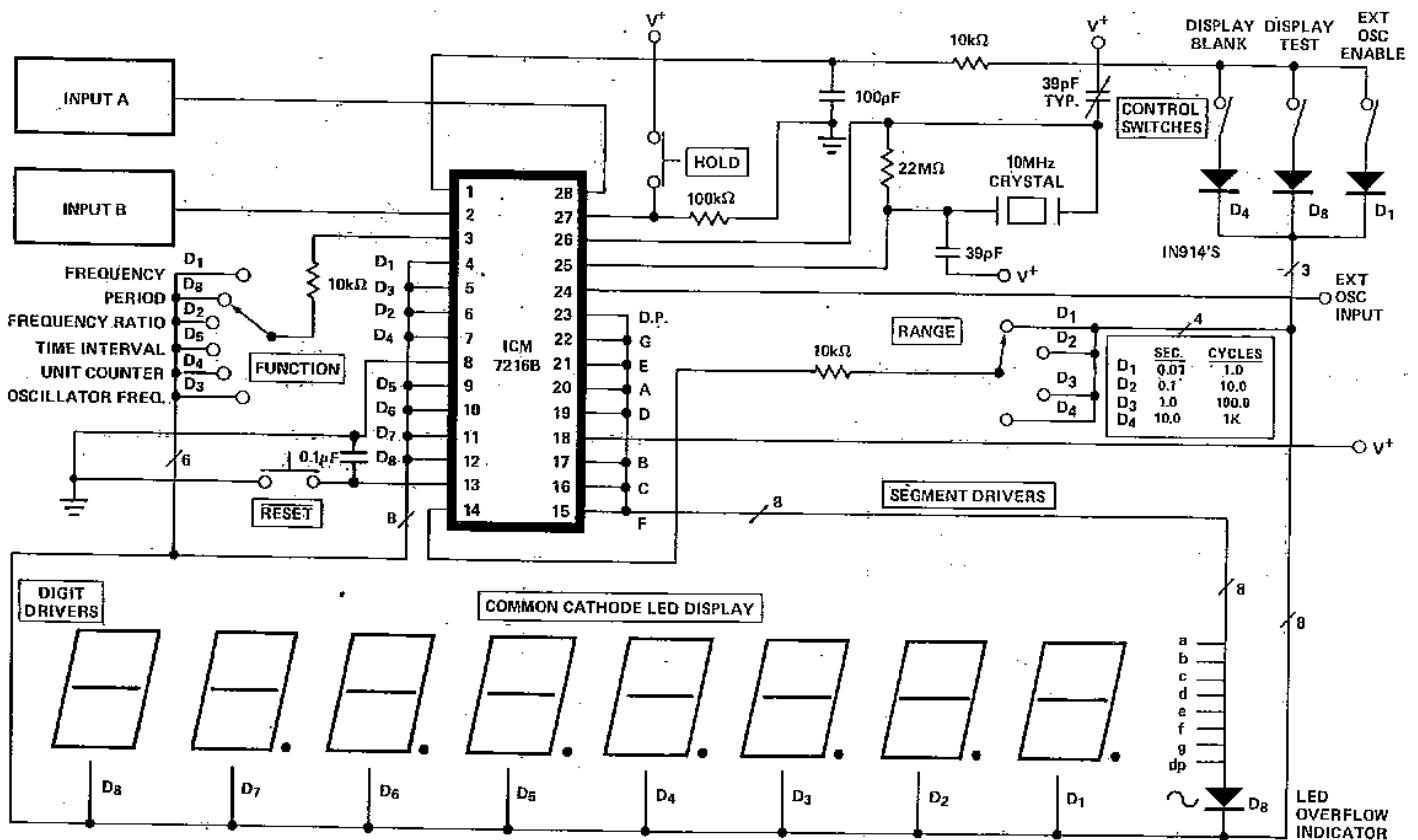 INPUT A
INPUT B
V+
HOLD
100kΩ
100pF
10kΩ
39pF
TYP.
V+
22MΩ
10MHz
CRYSTAL
39pF
V+
DISPLAY
BLANK
DISPLAY
TEST
EXT
OSC
ENABLE
CONTROL
SWITCHES
D4
D8
D1
IN914'S
3
EXT
OSC
INPUT
FREQUENCY
PERIOD
FREQUENCY RATIO
TIME INTERVAL
UNIT COUNTER
OSCILLATOR FREQ.
D1
D8
D2
D5
D4
D3
FUNCTION
10kΩ
6
0.1µF
RESET
D1
D3
D2
D4
D5
D6
D7
D8
8
1
2
3
4
5
6
7
8
9
10
11
12
13
14
ICM
7216B
28
27
26
25
24
23
22
21
20
19
18
17
16
15
D.P.
G
E
A
D
B
C
F
RANGE
10kΩ
D1
D2
D3
D4
4
SEC. CYCLES
D1 0.01 1.0
D2 0.1 10.0
D3 1.0 100.0
D4 10.0 1K
V+
SEGMENT DRIVERS
8
8
8
DIGIT
DRIVERS
COMMON CATHODE LED DISPLAY
a
b
c
d
e
f
g
dp
D8
D7
D6
D5
D4
D3
D2
D1
D8
LED
OVERFLOW
INDICATOR